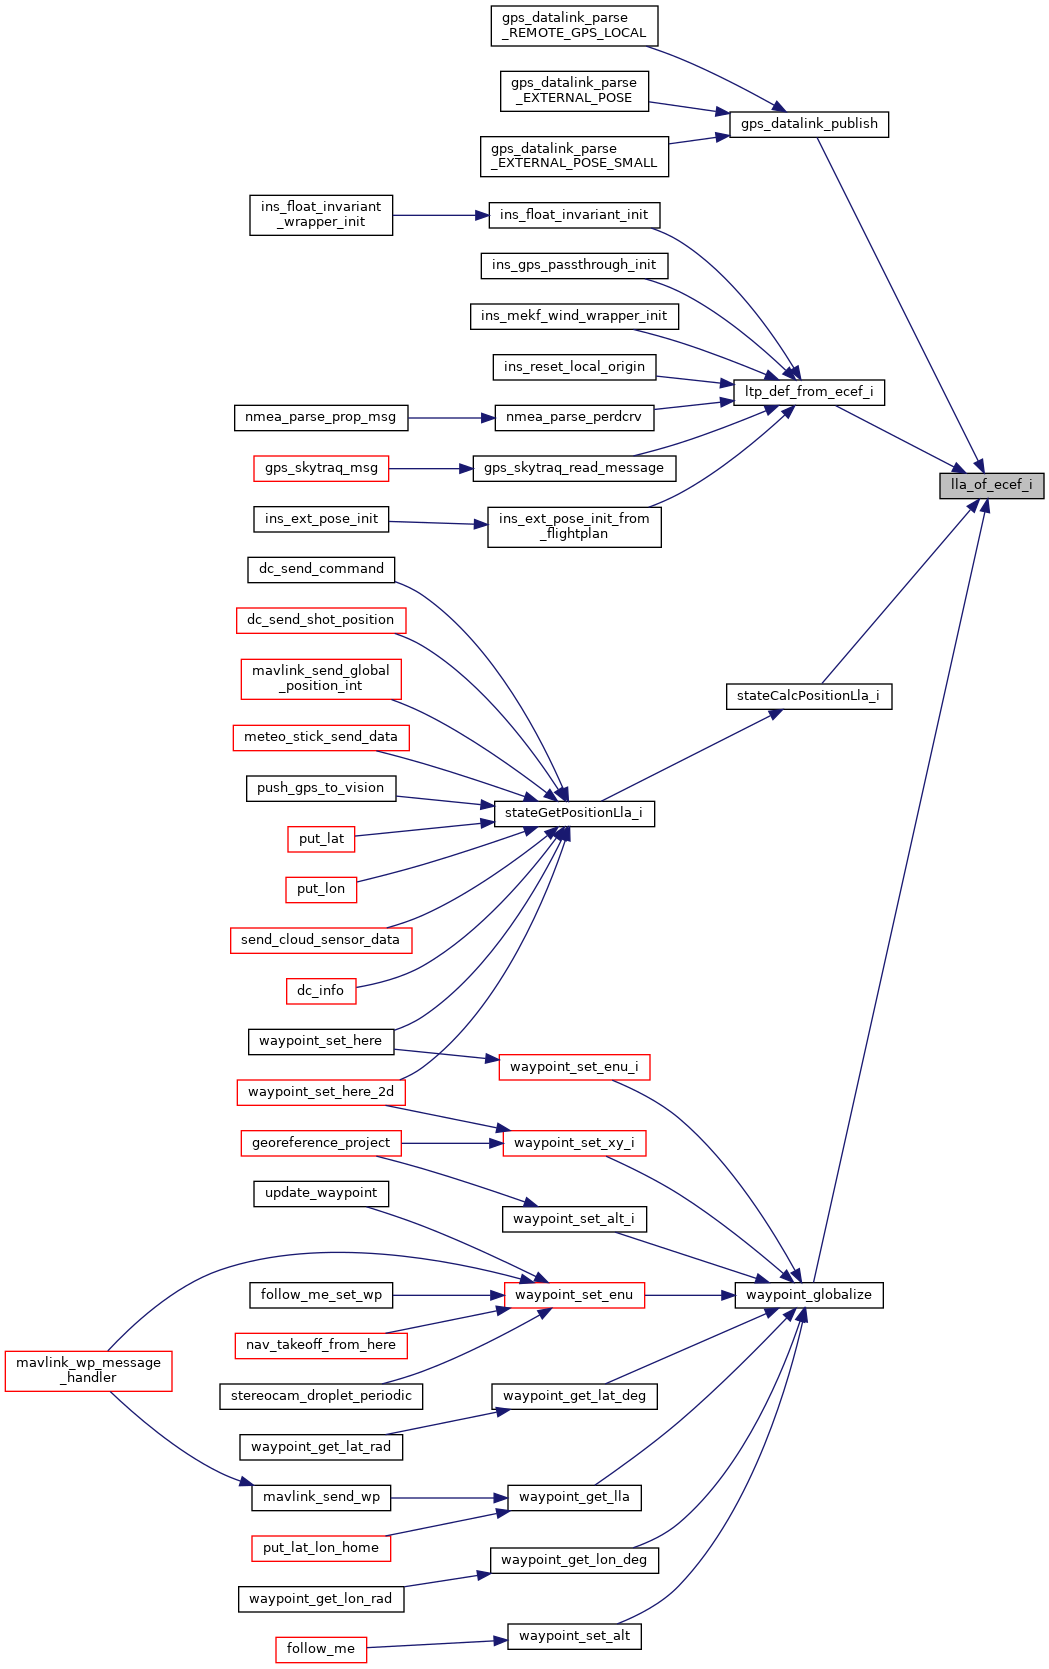 gps_datalink_parse
_REMOTE_GPS_LOCAL
gps_datalink_parse
_EXTERNAL_POSE
gps_datalink_publish
gps_datalink_parse
_EXTERNAL_POSE_SMALL
ins_float_invariant
_wrapper_init
ins_float_invariant_init
ins_gps_passthrough_init
ins_mekf_wind_wrapper_init
ins_reset_local_origin
ltp_def_from_ecef_i
nmea_parse_prop_msg
nmea_parse_perdcrv
gps_skytraq_msg
gps_skytraq_read_message
lla_of_ecef_i
ins_ext_pose_init
ins_ext_pose_init_from
_flightplan
dc_send_command
dc_send_shot_position
mavlink_send_global
_position_int
stateCalcPositionLla_i
meteo_stick_send_data
push_gps_to_vision
stateGetPositionLla_i
put_lat
put_lon
send_cloud_sensor_data
dc_info
waypoint_set_here
waypoint_set_enu_i
waypoint_set_here_2d
georeference_project
waypoint_set_xy_i
update_waypoint
waypoint_set_alt_i
follow_me_set_wp
waypoint_set_enu
waypoint_globalize
nav_takeoff_from_here
mavlink_wp_message
_handler
stereocam_droplet_periodic
waypoint_get_lat_deg
waypoint_get_lat_rad
mavlink_send_wp
waypoint_get_lla
put_lat_lon_home
waypoint_get_lon_deg
waypoint_get_lon_rad
waypoint_set_alt
follow_me